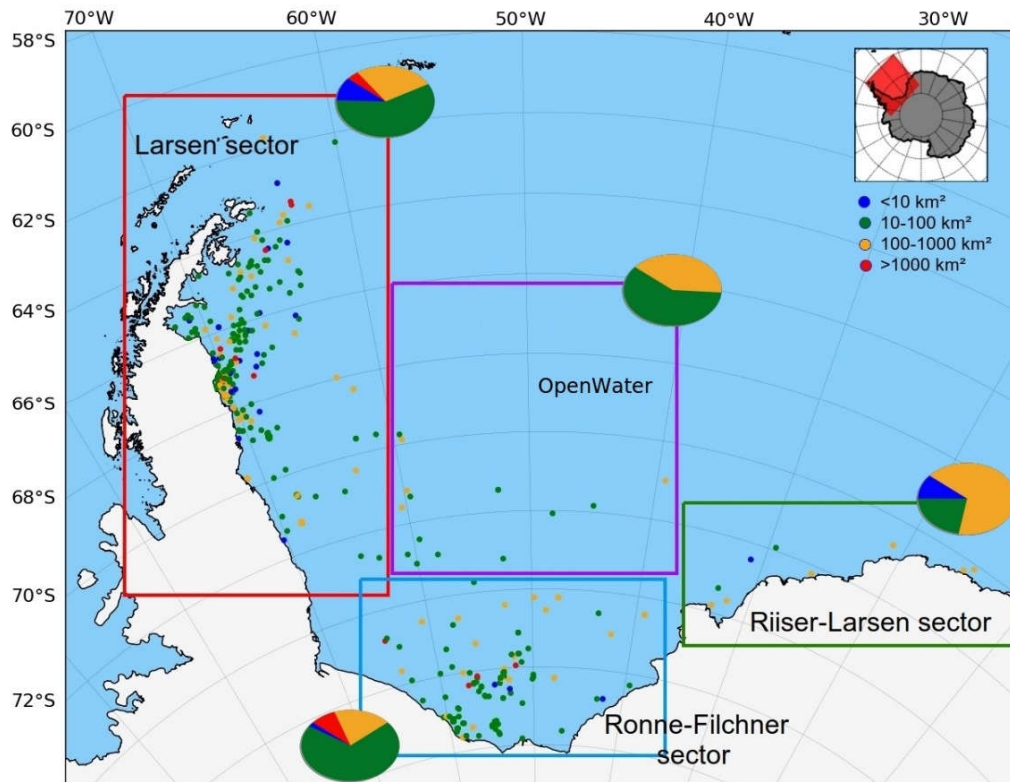 70°W 60°W 50°W 40°W 30°W
58°S
60°S
62°S
64°S
66°S
68°S
70°S
72°S
Larsen sector
<10 km²
10-100 km²
100-1000 km²
>1000 km²
OpenWater
Riiser-Larsen sector
Ronne-Filchner
sector